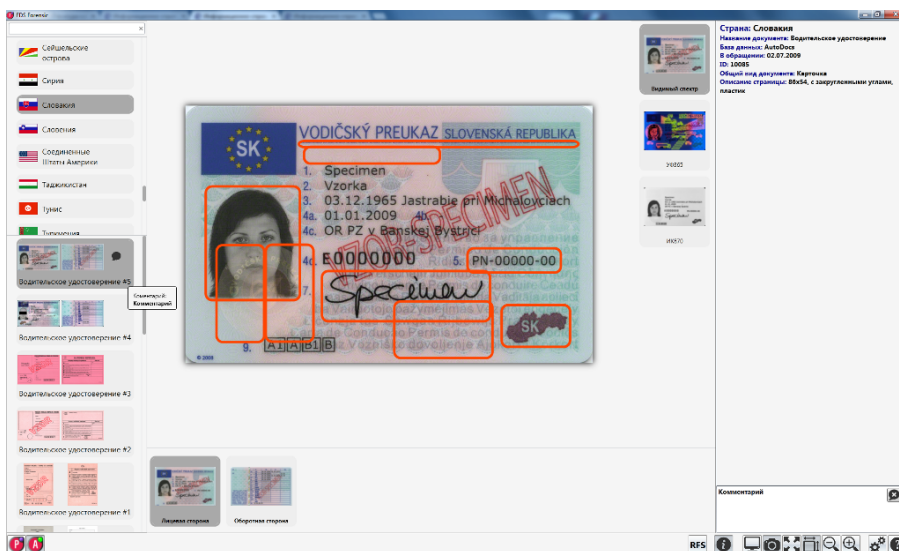 FDS Forensic
Сейшельские
острова
Сирия
Словакия
Словения
Соединенные
Штаты Америки
Таджикистан
Тунис
Туркмения
Водительское удостоверение #5
Комментарий:
Комментарий
Водительское удостоверение #4
Водительское удостоверение #3
Водительское удостоверение #2
Водительское удостоверение #1
SK
VODIČSKÝ PREUKAZ SLOVENSKÁ REPUBLIKA
1. Specimen
2. Vzorka
3. 03.12.1965 Jastrabie pri Michalovciach
4a. 01.01.2009 4b.
4c. OR PZ v Banskej Bystrici
VZOR-SPECIMEN
4d. E0000000 5. PN-00000-00
7. Specimen
SK
9. A1 A B1 B
Лицевая сторона
Оборотная сторона
Видимый спектр
УФ365
ИК870
Страна: Словакия
Название документа: Водительское удостоверение
База данных: AutoDocs
В обращении: 02.07.2009
ID: 10085
Общий вид документа: Карточка
Описание страницы: 86x54, с закругленными углами,
пластик
Комментарий
RFS